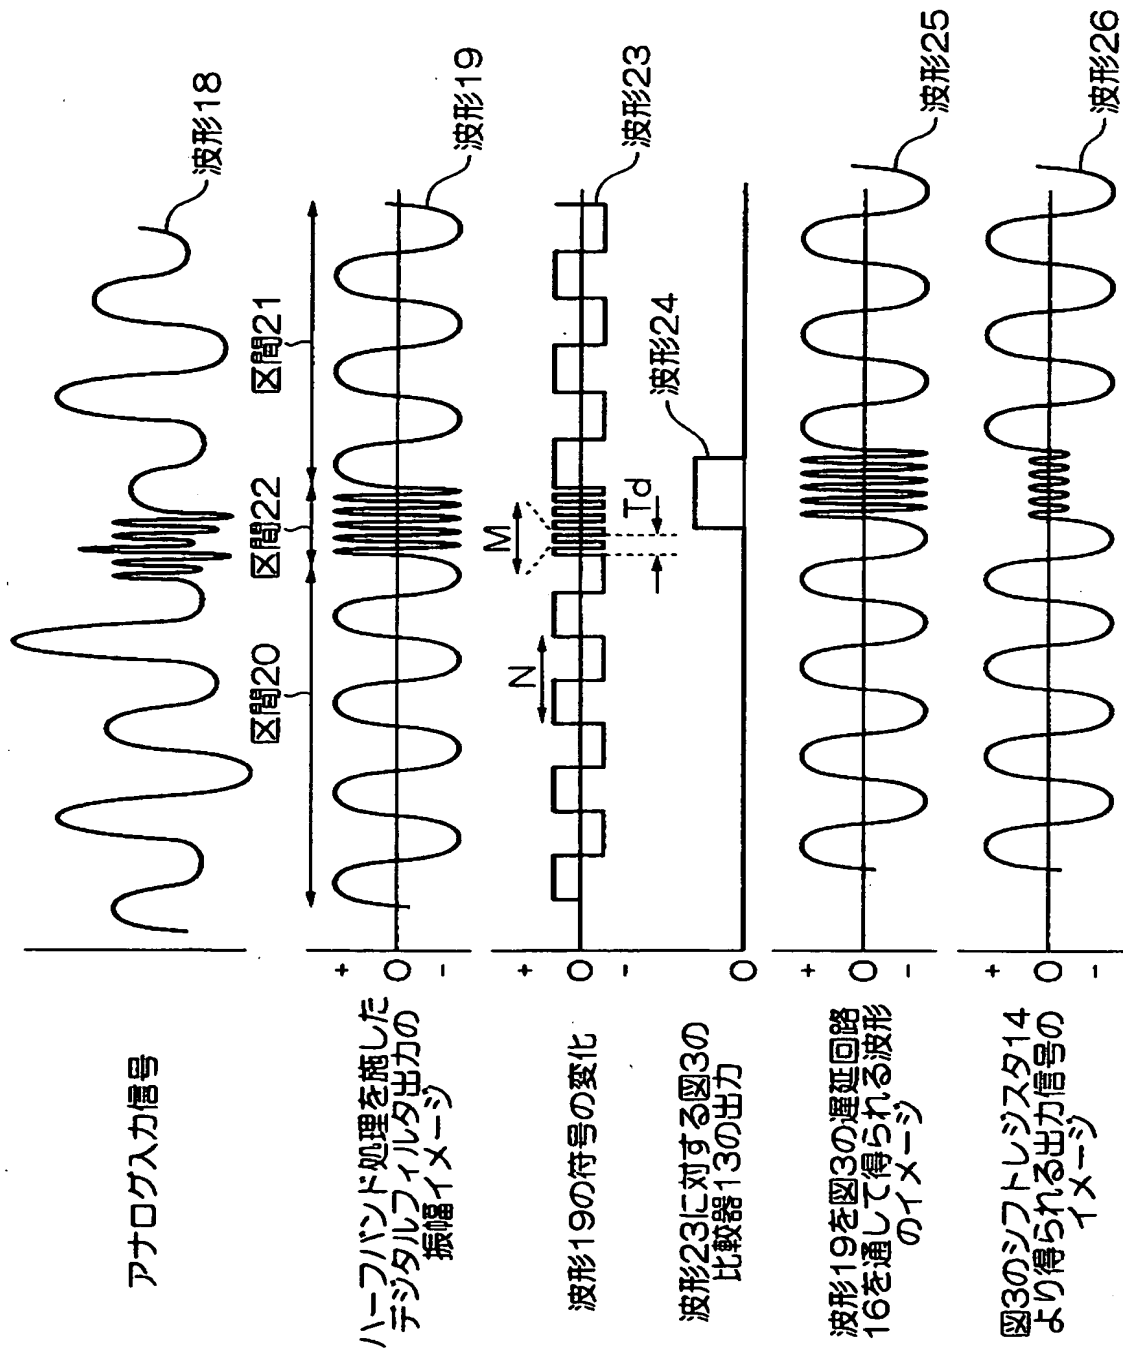 アナログ入力信号
波形18
ハーフバンド処理を施した
デジタルフィルタ出力の
振幅イメージ
+
0
-
区間20
区間22
区間21
波形19
波形19の符号の変化
+
0
-
N
M
Td
波形23
波形23に対する図3の
比較器13の出力
0
波形24
波形19を図3の遅延回路
16を通して得られる波形
のイメージ
+
0
-
波形25
図3のシフトレジスタ14
より得られる出力信号の
イメージ
+
0
-
波形26